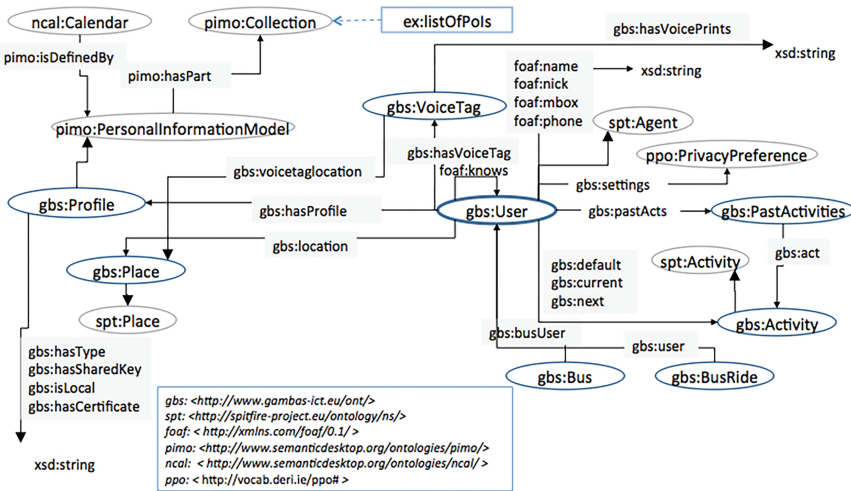 ncal:Calendar
pimo:Collection
ex:listOfPoIs
gbs:hasVoicePrints
xsd:string
pimo:isDefinedBy
pimo:hasPart
foaf:name
foaf:nick
foaf:mbox
foaf:phone
xsd:string
gbs:VoiceTag
spt:Agent
pimo:PersonalInformationModel
gbs:hasVoiceTag
foaf:knows
ppo:PrivacyPreference
gbs:voicetaglocation
gbs:settings
gbs:Profile
gbs:hasProfile
gbs:User
gbs:pastActs
gbs:PastActivities
gbs:location
gbs:act
gbs:Place
gbs:default
gbs:current
gbs:next
spt:Activity
spt:Place
gbs:Activity
gbs:busUser
gbs:user
gbs:hasType
gbs:hasSharedKey
gbs:isLocal
gbs:hasCertificate
gbs:Bus
gbs:BusRide
xsd:string
gbs: <http://www.gambas-ict.eu/ont/>
spt: <http://spitfire-project.eu/ontology/ns/>
foaf: < http://xmlns.com/foaf/0.1/ >
pimo: <http://www.semanticdesktop.org/ontologies/pimo/>
ncal: < http://www.semanticdesktop.org/ontologies/ncal/ >
ppo: < http://vocab.deri.ie/ppo# >